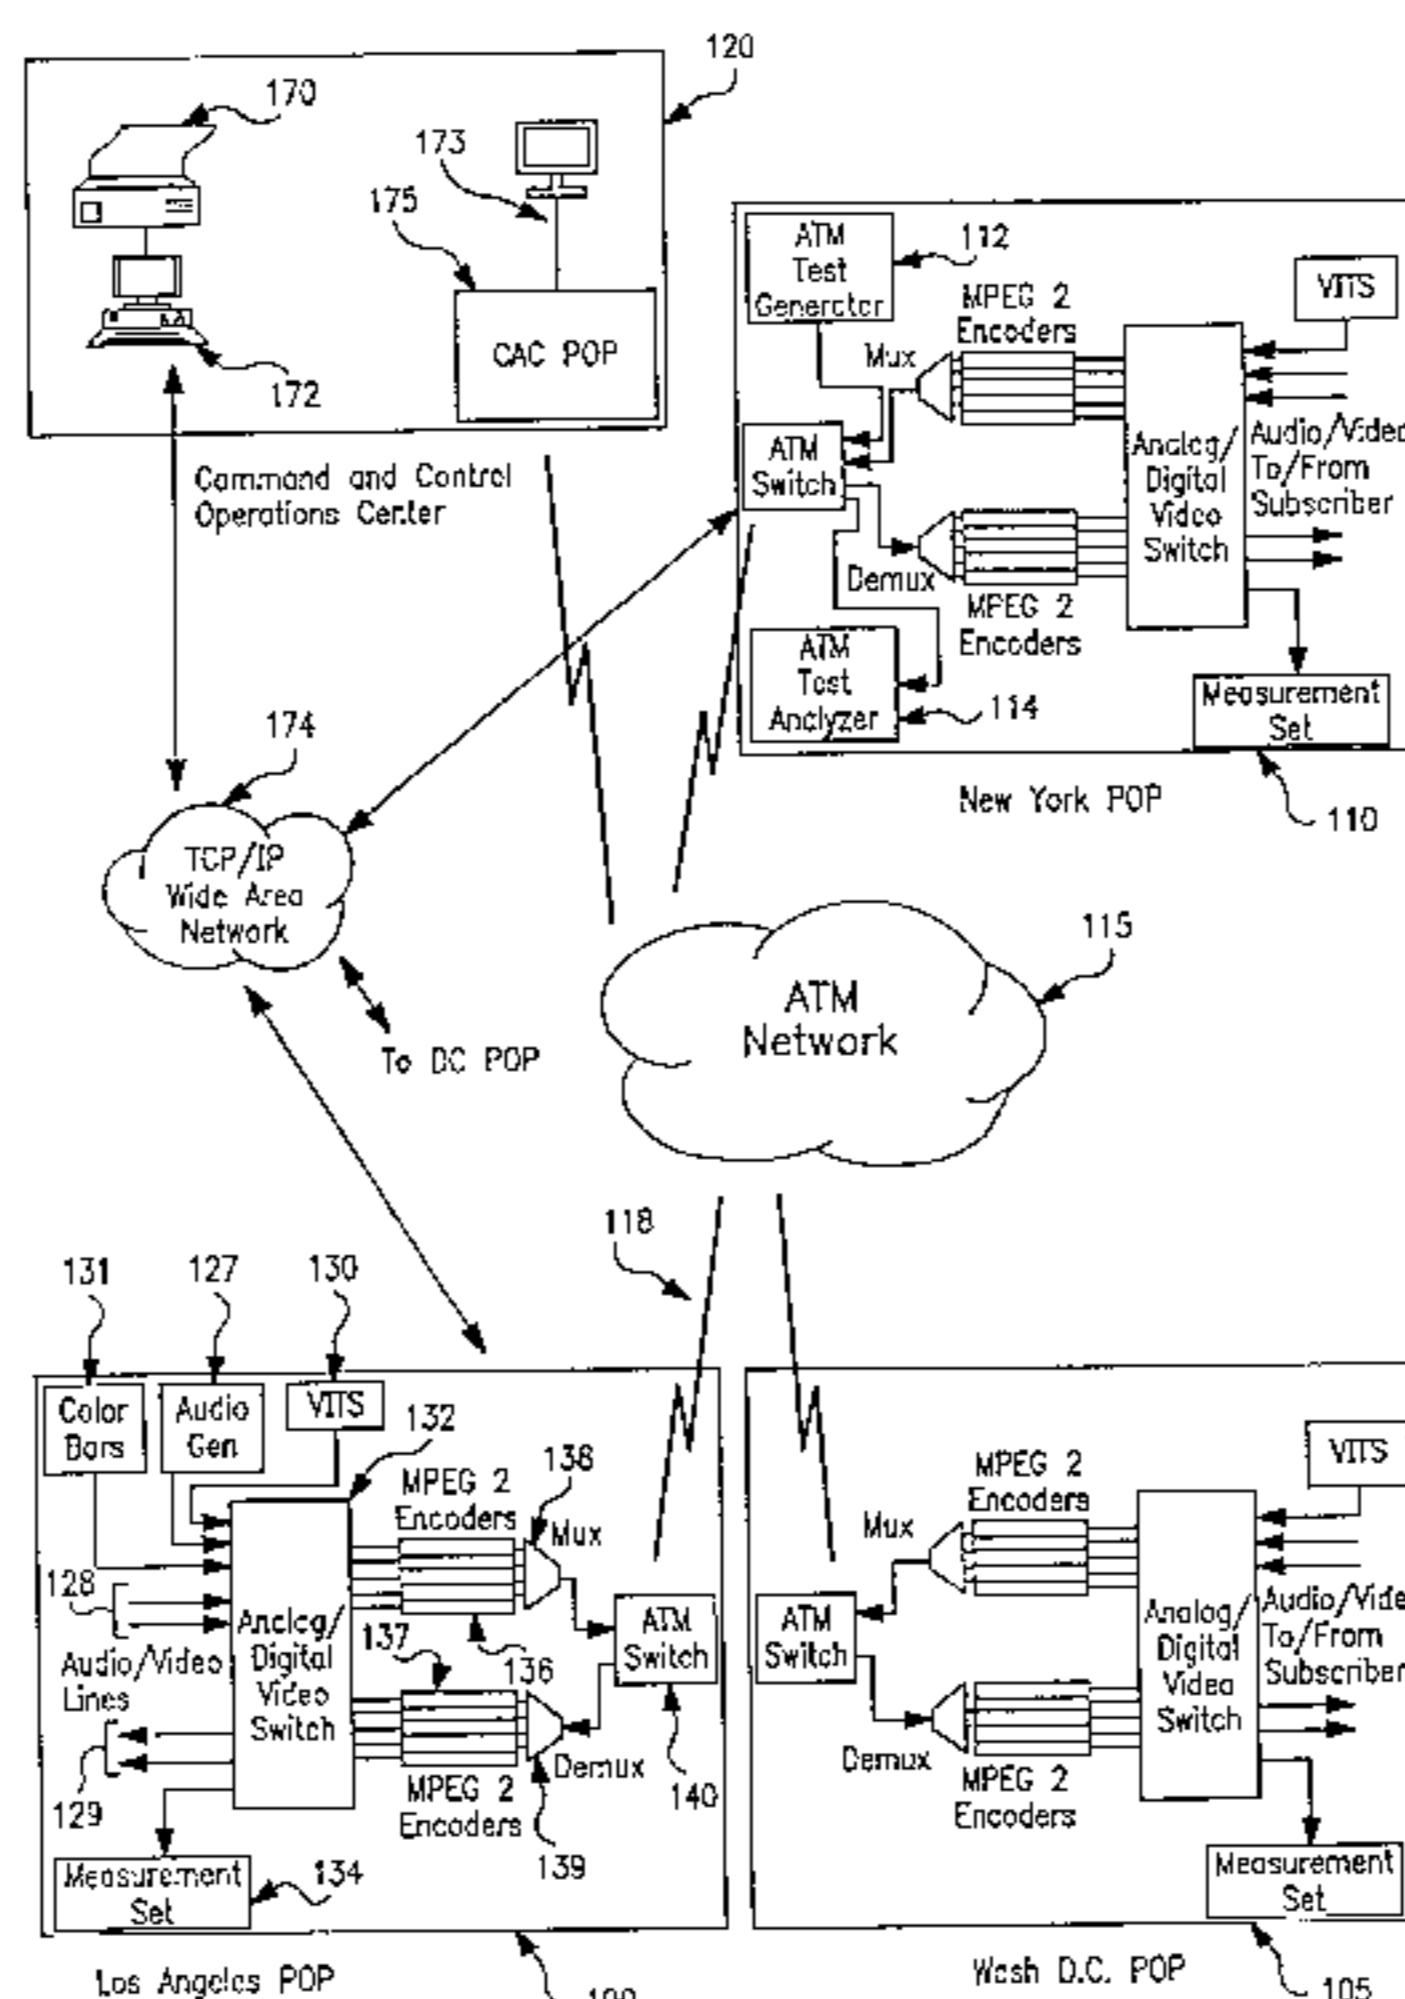 120
170
173
175
172
CAC POP
Command and Control
Operations Center
ATM
Test
Generator
112
MPEG 2
Encoders
VITS
Mux
ATM
Switch
Analog/
Digital
Video
Switch
Audio/Video
To/From
Subscriber
Demux
MPEG 2
Encoders
ATM
Test
Analyzer
114
Measurement
Set
New York POP
110
174
TCP/IP
Wide Area
Network
To DC POP
115
ATM
Network
118
131
127
130
Color
Bars
Audio
Gen
VITS
132
MPEG 2
Encoders
138
Mux
128
Audio/Video
Lines
129
Analog/
Digital
Video
Switch
137
136
ATM
Switch
140
Demux
MPEG 2
Encoders
139
Measurement
Set
134
Los Angeles POP
MPEG 2
Encoders
VITS
Mux
ATM
Switch
Analog/
Digital
Video
Switch
Audio/Vide
To/From
Subscriber
Demux
MPEG 2
Encoders
Measurement
Set
Wash D.C. POP
105